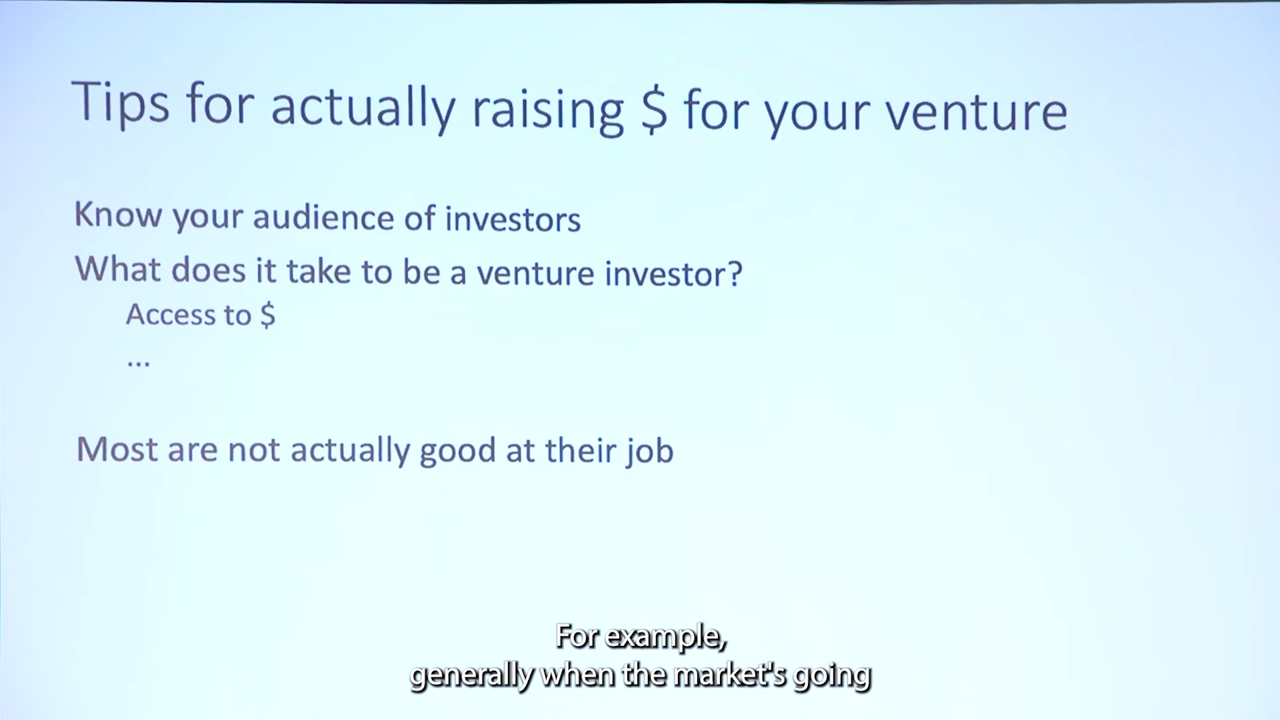 Tips for actually raising $ for your venture
Know your audience of investors
What does it take to be a venture investor?
Access to $
...
Most are not actually good at their job
For example,
generally when the market's going